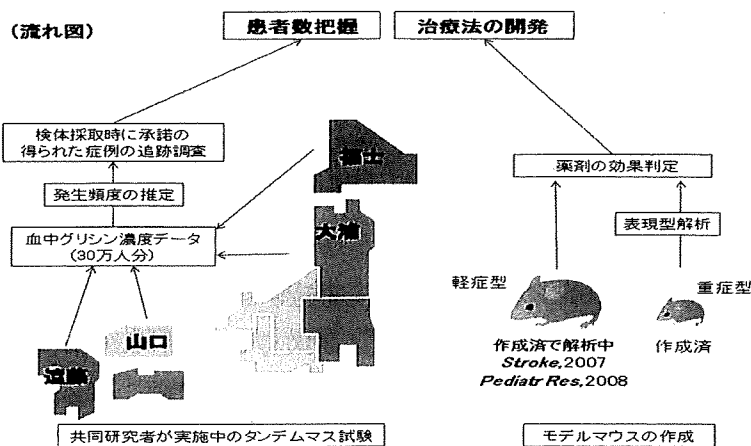 (流れ図)
患者数把握
治療法の開発
検体採取時に承諾の
得られた症例の追跡調査
発生頻度の推定
血中グリシン濃度データ
(30万人分)
山口
大浦
共同研究者が実施中のタンデムマス試験
薬剤の効果判定
表現型解析
軽症型
重症型
作成済で解析中
Stroke,2007
Pediatr Res,2008
作成済
モデルマウスの作成